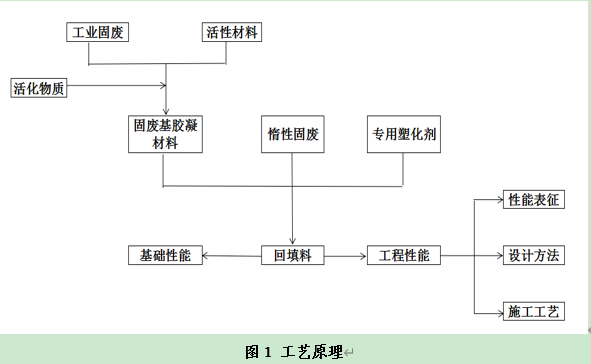 工业固废
活性材料
活化物质
固废基胶凝
材料
惰性固废
专用塑化剂
性能表征
基础性能
回填料
工程性能
设计方法
施工工艺
图 1 工艺原理